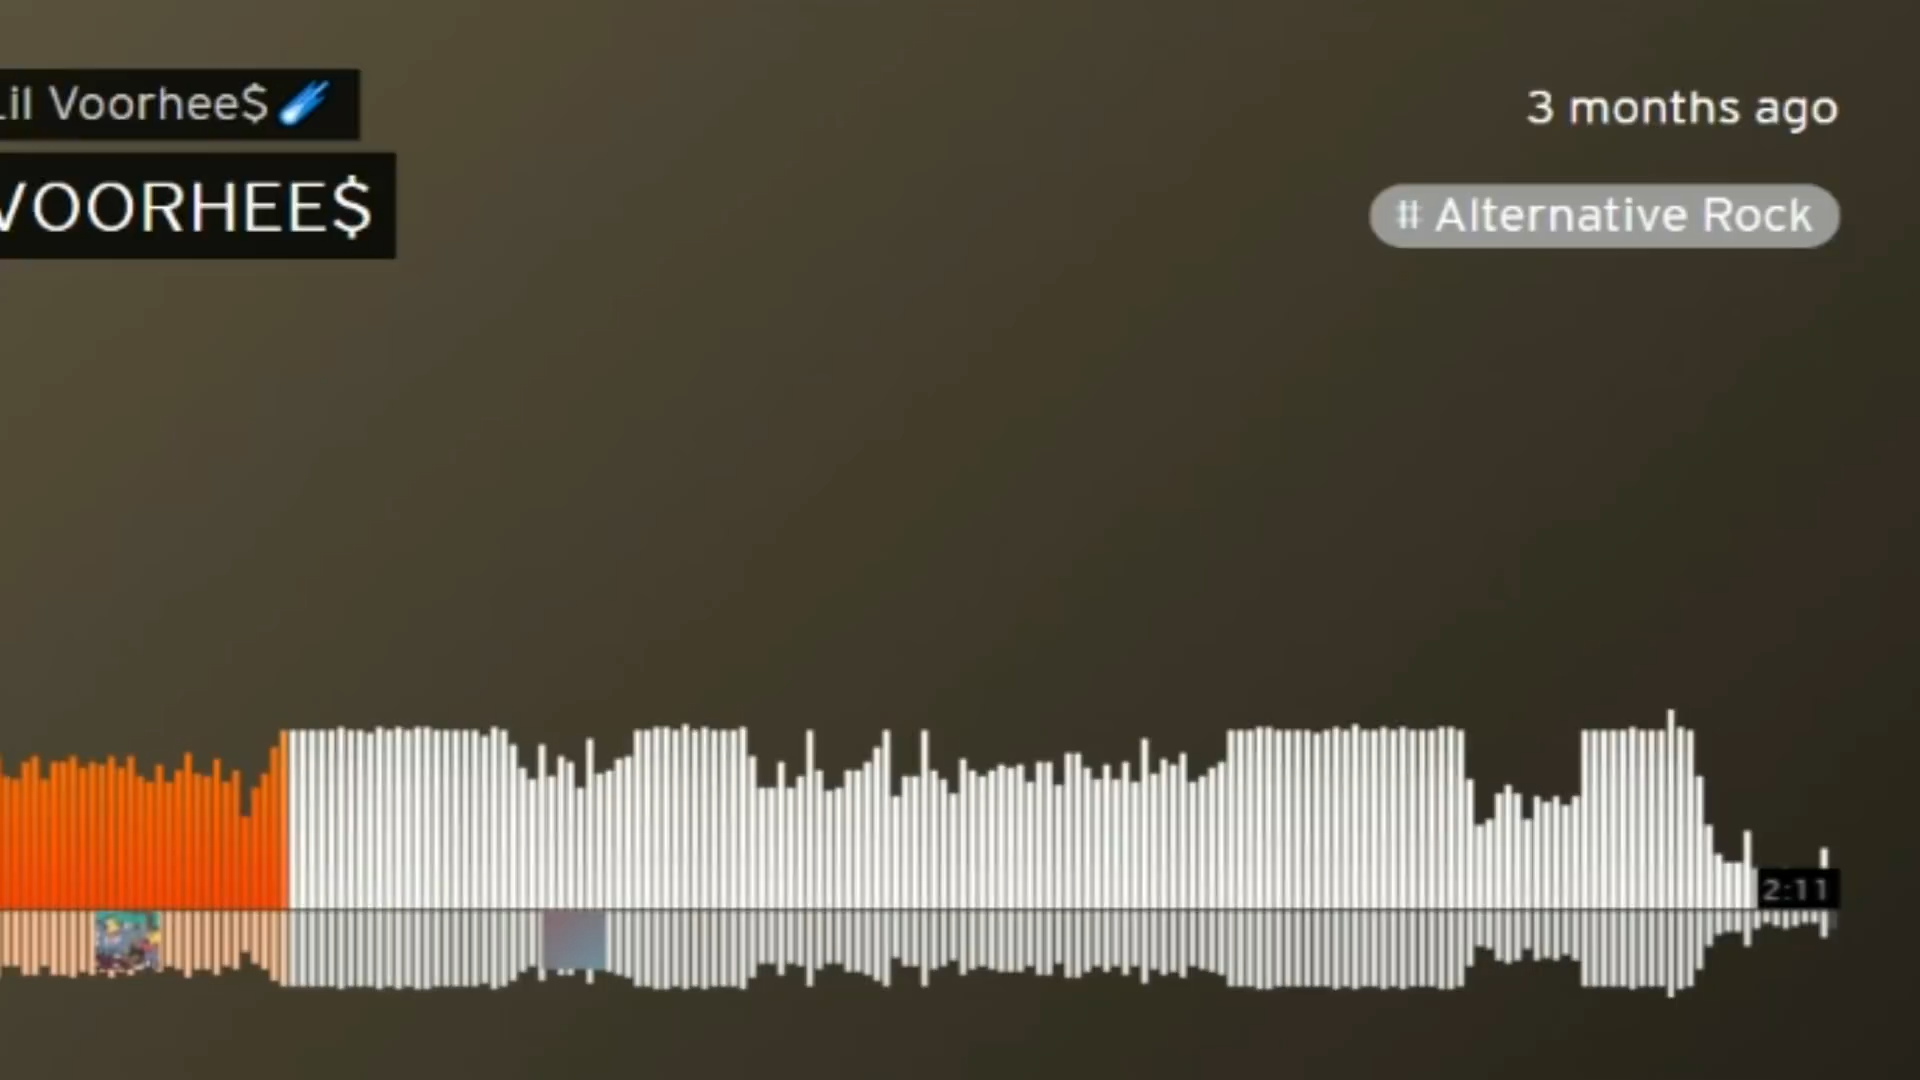 Lil Voorhee$
VOORHEE$
3 months ago
# Alternative Rock
2:11